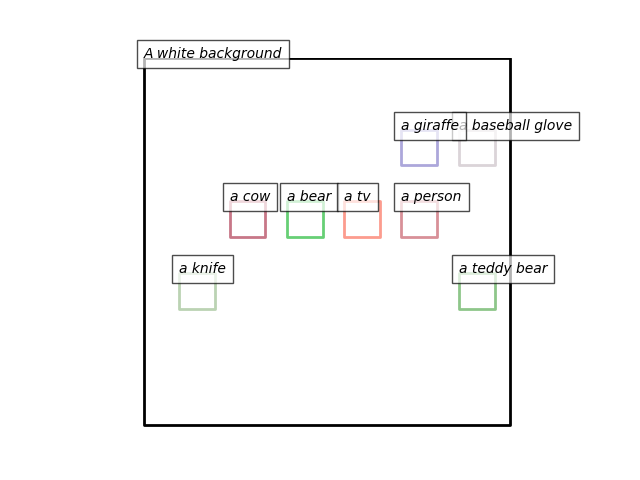 A white background
a giraffe
a baseball glove
a cow
a bear
a tv
a person
a knife
a teddy bear